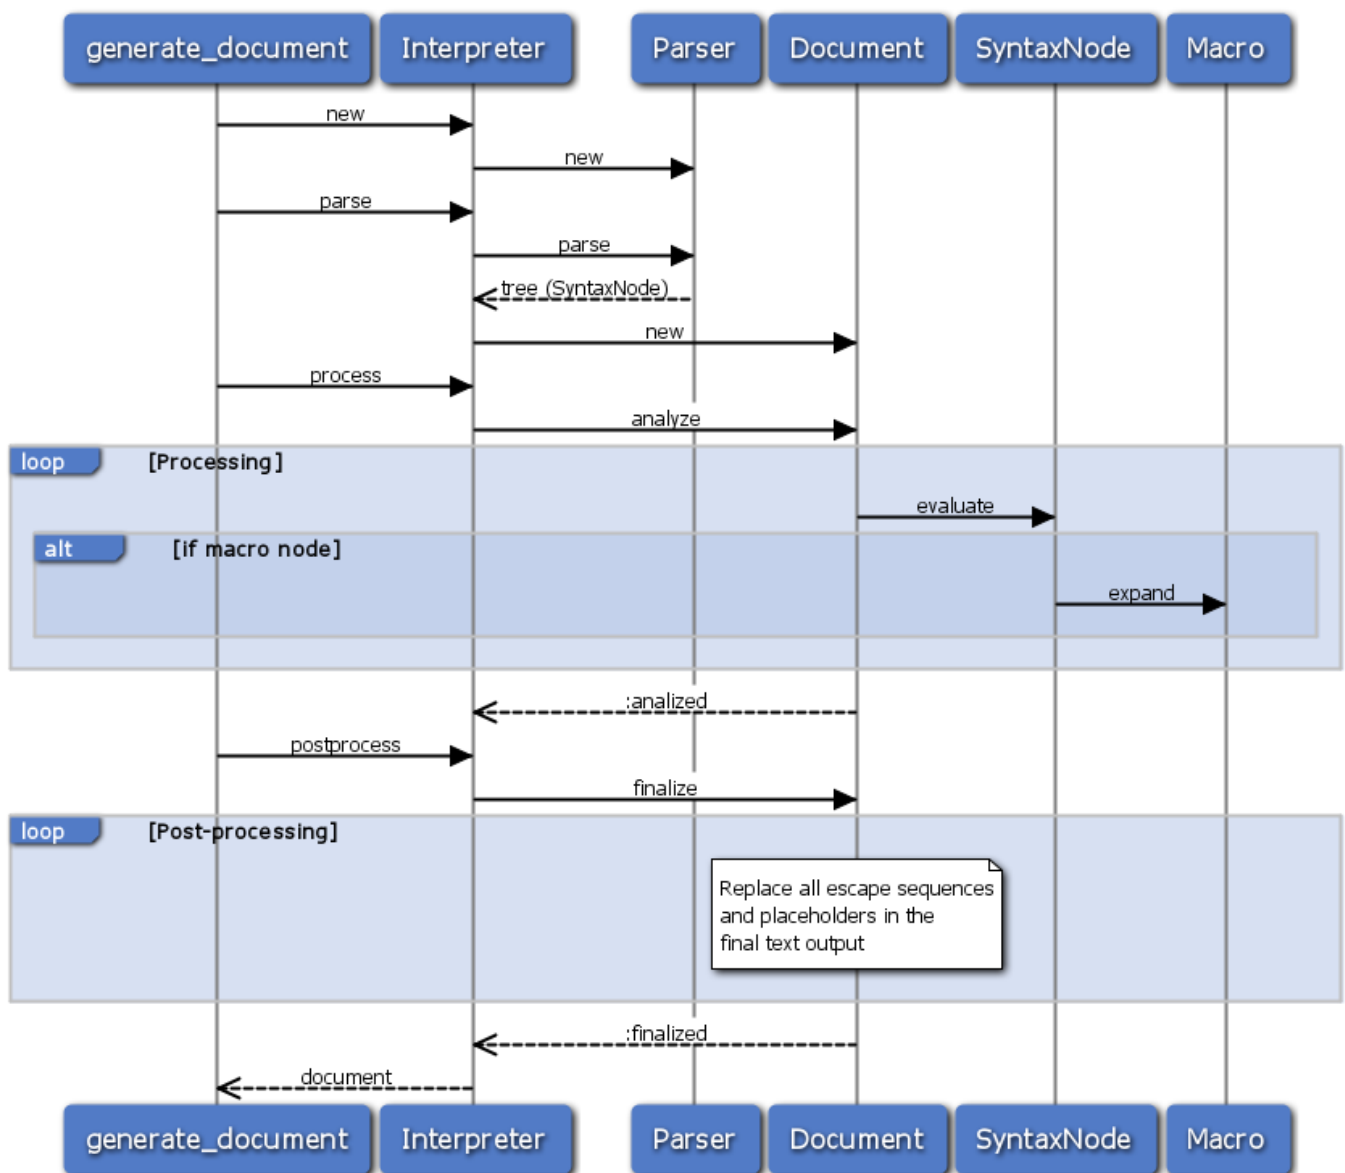 generate_document Interpreter Parser Document SyntaxNode Macro
new
new
parse
parse
tree (SyntaxNode)
new
process
analyze
loop [Processing]
evaluate
alt [if macro node]
expand
:analized
postprocess
finalize
loop [Post-processing]
Replace all escape sequences
and placeholders in the
final text output
:finalized
document
generate_document Interpreter Parser Document SyntaxNode Macro